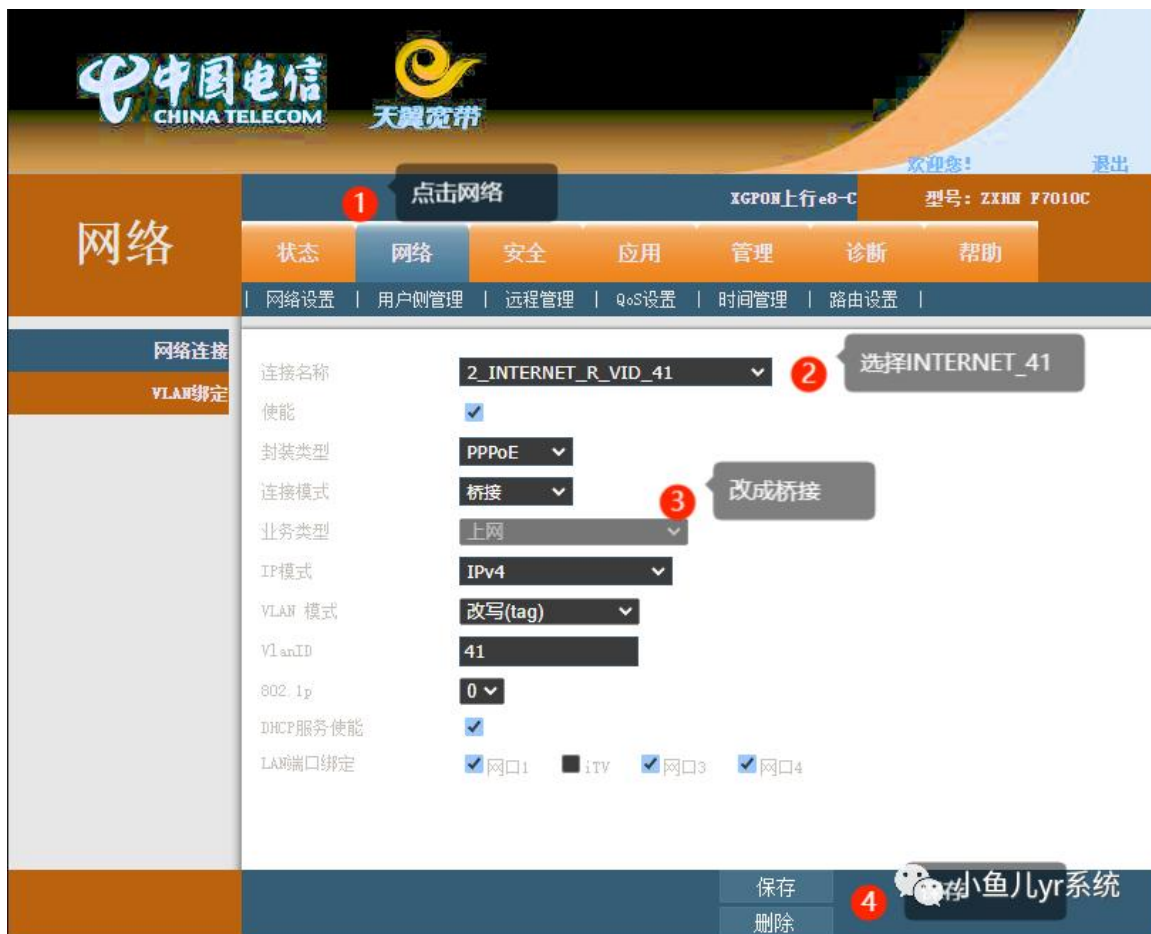 中国电信
CHINA TELECOM
天翼宽带
欢迎您!
退出
1
点击网络
XGPON上行e8-C
型号: ZXHN F7010C
网络
状态
网络
安全
应用
管理
诊断
帮助
| 网络设置 | 用户侧管理 | 远程管理 | QoS设置 | 时间管理 | 路由设置 |
网络连接
VLAN绑定
连接名称
2_INTERNET_R_VID_41
2
选择INTERNET_41
使能
封装类型
PPPoE
连接模式
桥接
3
改成桥接
业务类型
上网
IP模式
IPv4
VLAN 模式
改写(tag)
VlanID
41
802.1p
0
DHCP服务使能
LAN端口绑定
网口1
iTV
网口3
网口4
保存
4
小鱼儿yr系统
删除